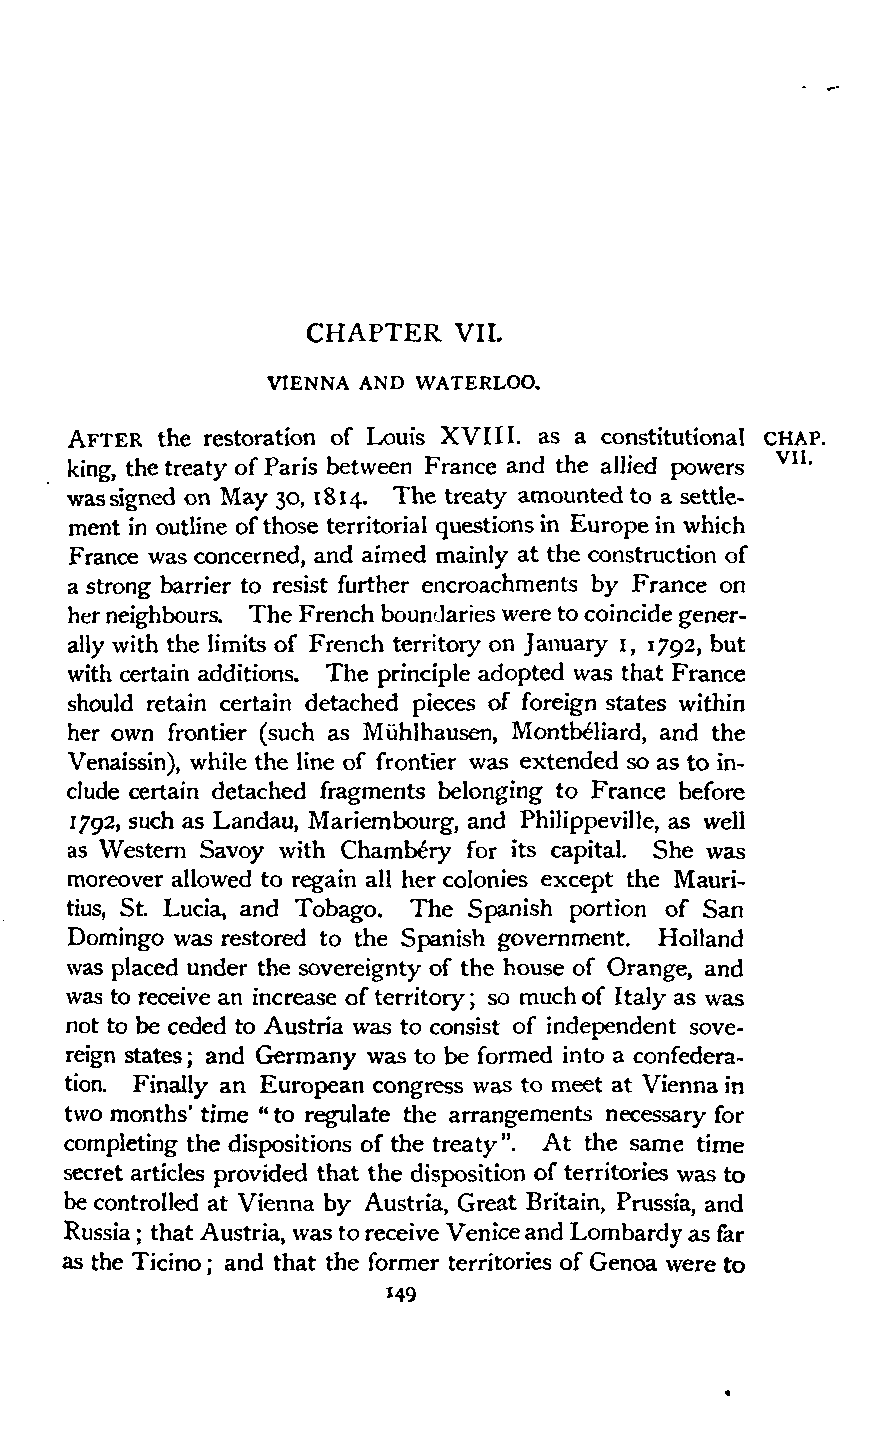 CHAPTER VII.
VIENNA AND WATERLOO.
AFTER the restoration of Louis XVIII. as a constitutional
CHAP.
VII.
king, the treaty of Paris between France and the allied powers
was signed on May 30, 1814. The treaty amounted to a settle-
ment in outline of those territorial questions in Europe in which
France was concerned, and aimed mainly at the construction of
a strong barrier to resist further encroachments by France on
her neighbours. The French boundaries were to coincide gener-
ally with the limits of French territory on January 1, 1792, but
with certain additions. The principle adopted was that France
should retain certain detached pieces of foreign states within
her own frontier (such as Mühlhausen, Montbéliard, and the
Venaissin), while the line of frontier was extended so as to in-
clude certain detached fragments belonging to France before
1792, such as Landau, Mariembourg, and Philippeville, as well
as Western Savoy with Chambéry for its capital. She was
moreover allowed to regain all her colonies except the Mauri-
tius, St. Lucia, and Tobago. The Spanish portion of San
Domingo was restored to the Spanish government. Holland
was placed under the sovereignty of the house of Orange, and
was to receive an increase of territory; so much of Italy as was
not to be ceded to Austria was to consist of independent sove-
reign states; and Germany was to be formed into a confedera-
tion. Finally an European congress was to meet at Vienna in
two months' time "to regulate the arrangements necessary for
completing the dispositions of the treaty". At the same time
secret articles provided that the disposition of territories was to
be controlled at Vienna by Austria, Great Britain, Prussia, and
Russia; that Austria, was to receive Venice and Lombardy as far
as the Ticino; and that the former territories of Genoa were to
149